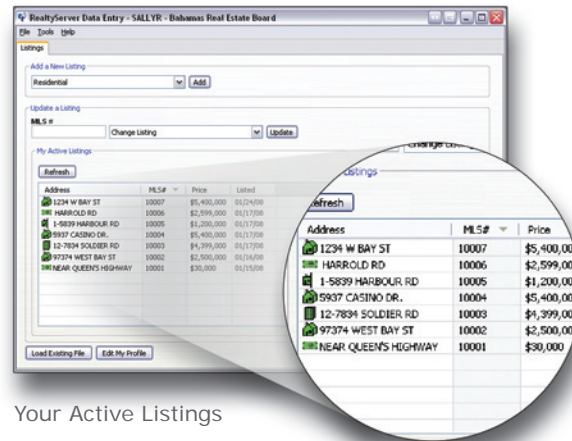 RealtyServer Data Entry - SALLYR - Bahamas Real Estate Board
File Tools Help
Listings
Add a New Listing
Residential Add
Update a Listing
MLS #
Change Listing Update
My Active Listings
Refresh
Address MLS# Price Listed
1234 W BAY ST 10007 $5,400,000 01/24/08
HARROLD RD 10006 $2,599,000 01/17/08
1-5839 HARBOUR RD 10005 $1,200,000 01/17/08
5937 CASINO DR. 10004 $5,400,000 01/17/08
12-7834 SOLDIER RD 10003 $4,399,000 01/17/08
97374 WEST BAY ST 10002 $2,500,000 01/16/08
NEAR QUEEN'S HIGHWAY 10001 $30,000 01/15/08
Load Existing File Edit My Profile
Refresh
Address MLS# Price
1234 W BAY ST 10007 $5,400,00
HARROLD RD 10006 $2,599,00
1-5839 HARBOUR RD 10005 $1,200,00
5937 CASINO DR. 10004 $5,400,00
12-7834 SOLDIER RD 10003 $4,399,0
97374 WEST BAY ST 10002 $2,500,0
NEAR QUEEN'S HIGHWAY 10001 $30,000
Your Active Listings